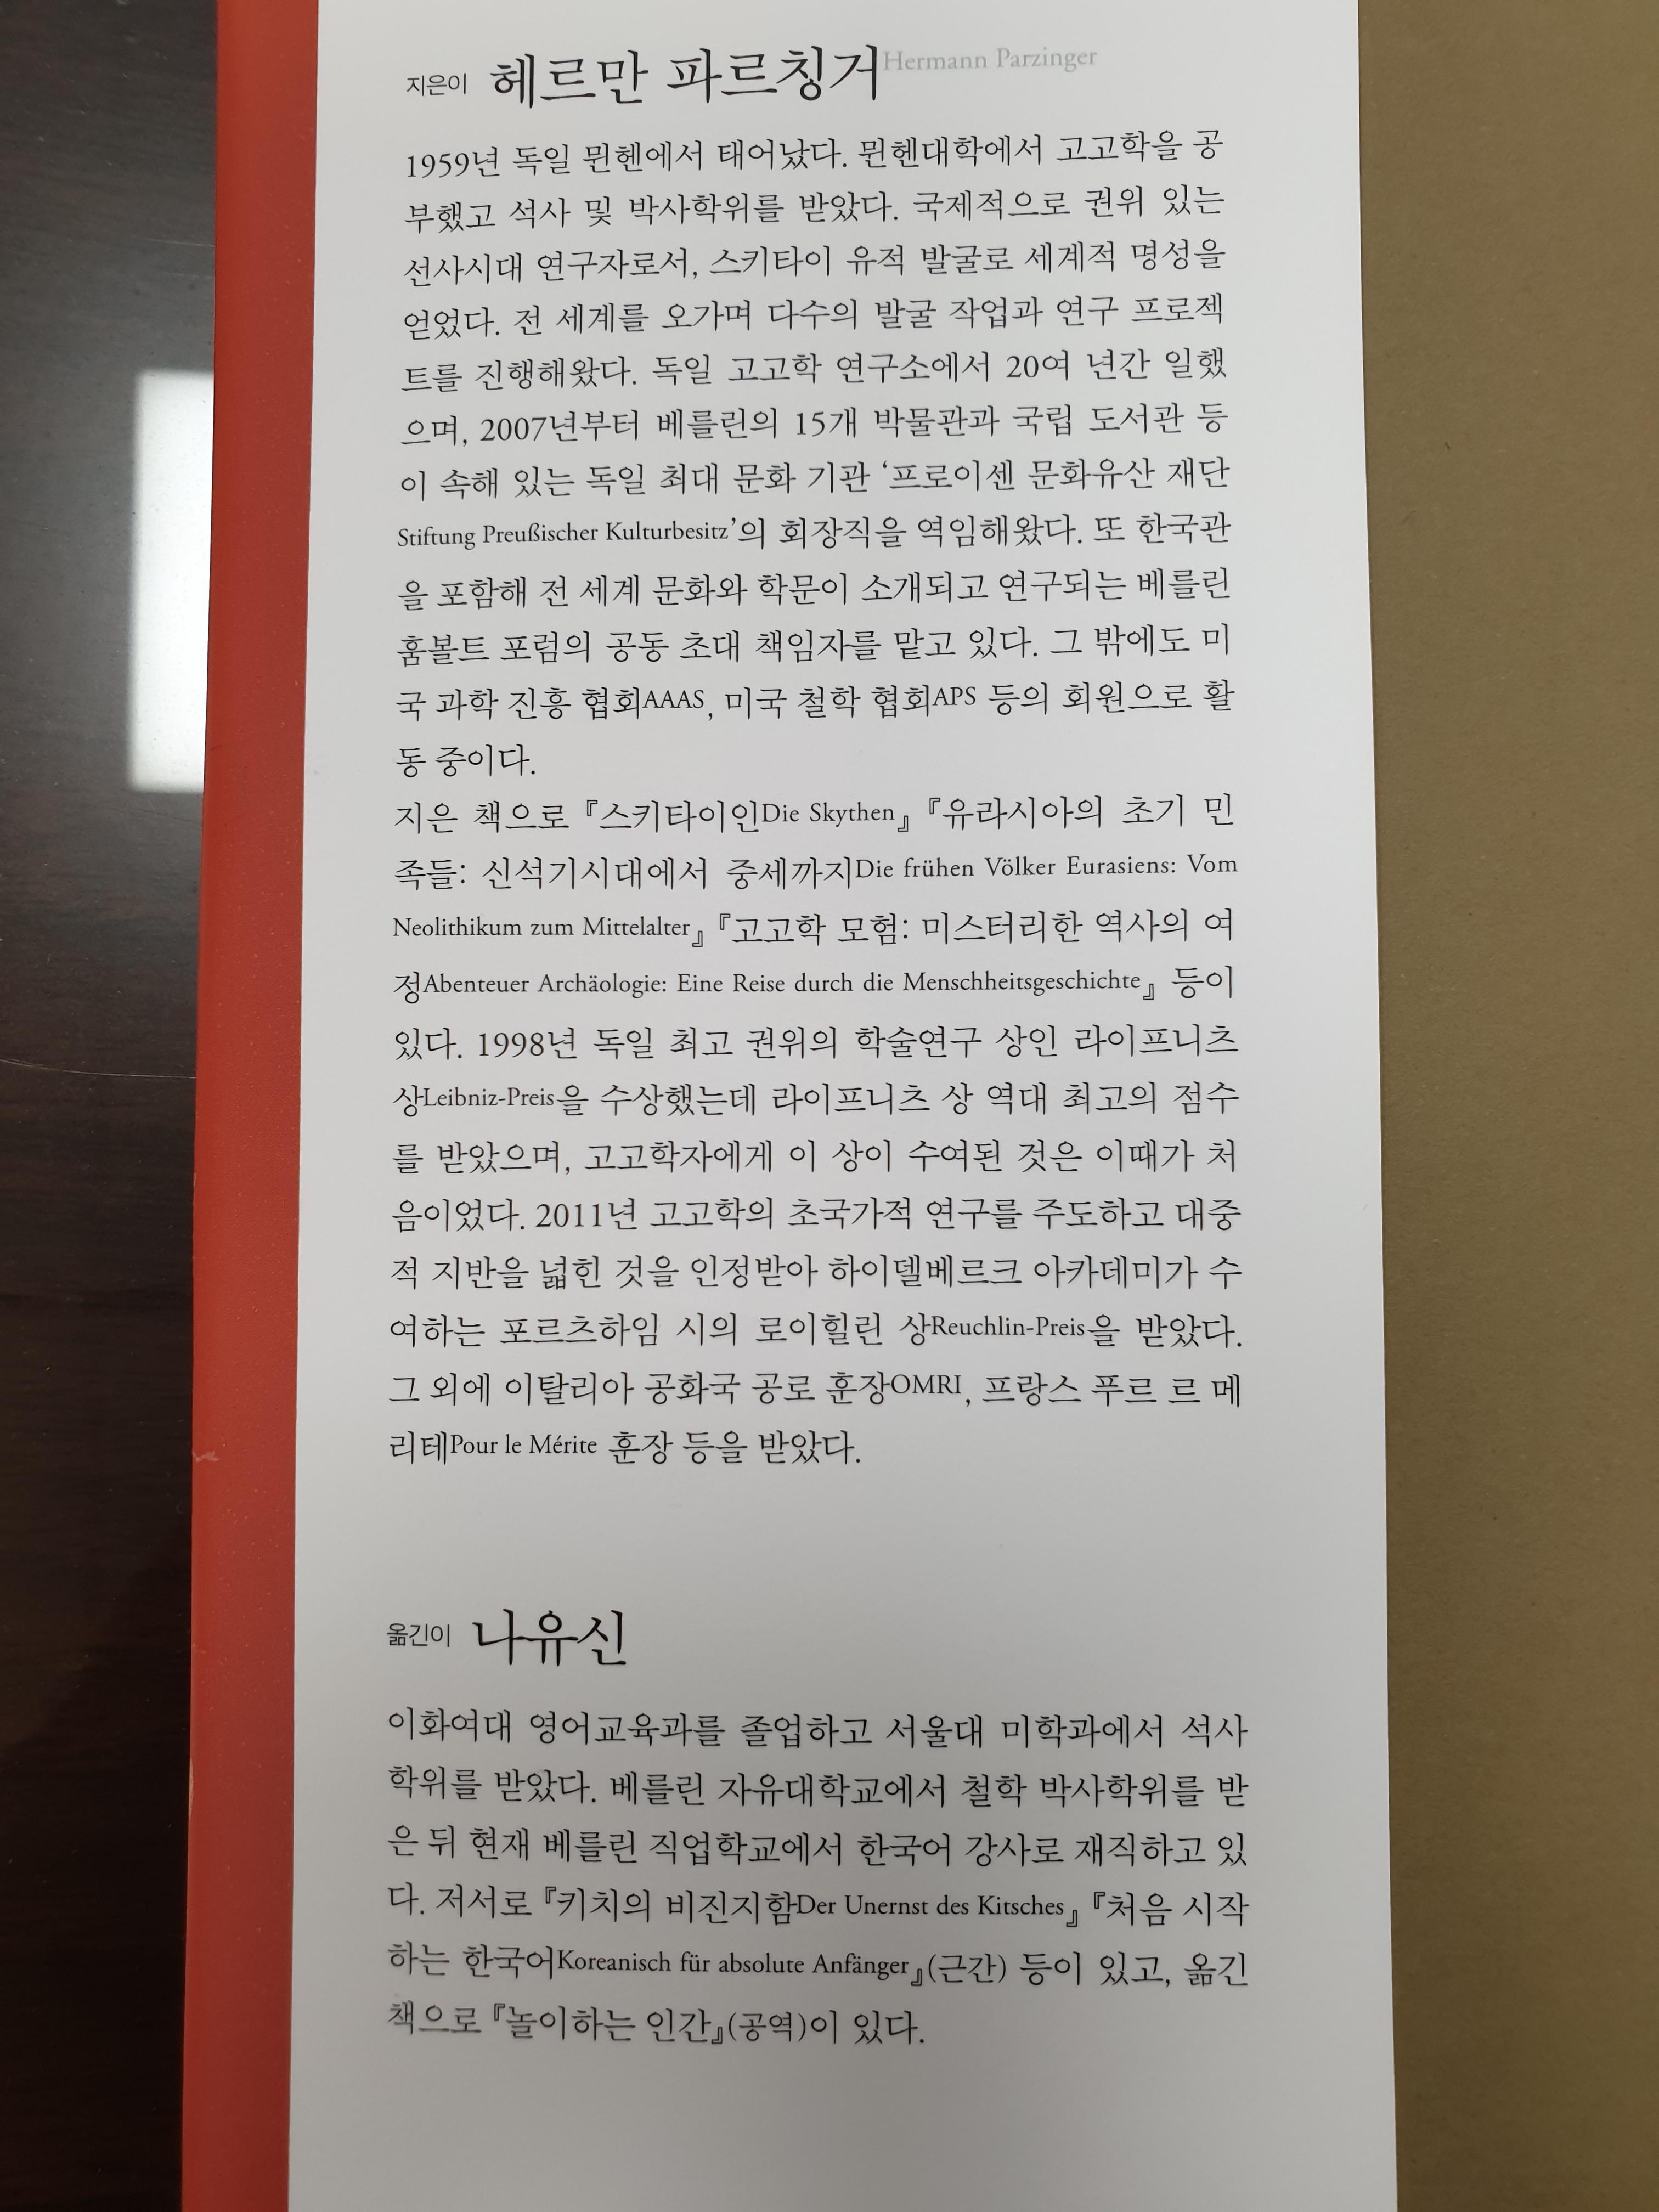 지은이 헤르만 파르칭거Hermann Parzinger
1959년 독일 뮌헨에서 태어났다. 뮌헨대학에서 고고학을 공
부했고 석사 및 박사학위를 받았다. 국제적으로 권위 있는
선사시대 연구자로서, 스키타이 유적 발굴로 세계적 명성을
얻었다. 전 세계를 오가며 다수의 발굴 작업과 연구 프로젝
트를 진행해왔다. 독일 고고학 연구소에서 20여 년간 일했
으며, 2007년부터 베를린의 15개 박물관과 국립 도서관 등
이 속해 있는 독일 최대 문화 기관 ‘프로이센 문화유산 재단
Stiftung Preußischer Kulturbesitz’의 회장직을 역임해왔다. 또 한국관
을 포함해 전 세계 문화와 학문이 소개되고 연구되는 베를린
훔볼트 포럼의 공동 초대 책임자를 맡고 있다. 그 밖에도 미
국 과학 진흥 협회AAAS, 미국 철학 협회APS 등의 회원으로 활
동 중이다.
지은 책으로 『스키타이인Die Skythen』 『유라시아의 초기 민
족들: 신석기시대에서 중세까지Die frühen Völker Eurasiens: Vom
Neolithikum zum Mittelalter』 『고고학 모험: 미스터리한 역사의 여
정Abenteuer Archäologie: Eine Reise durch die Menschheitsgeschichte』 등이
있다. 1998년 독일 최고 권위의 학술연구 상인 라이프니츠
상Leibniz-Preis을 수상했는데 라이프니츠 상 역대 최고의 점수
를 받았으며, 고고학자에게 이 상이 수여된 것은 이때가 처
음이었다. 2011년 고고학의 초국가적 연구를 주도하고 대중
적 지반을 넓힌 것을 인정받아 하이델베르크 아카데미가 수
여하는 포르츠하임 시의 로이힐린 상Reuchlin-Preis을 받았다.
그 외에 이탈리아 공화국 공로 훈장OMRI, 프랑스 푸르 르 메
리테Pour le Mérite 훈장 등을 받았다.
옮긴이 나유신
이화여대 영어교육과를 졸업하고 서울대 미학과에서 석사
학위를 받았다. 베를린 자유대학교에서 철학 박사학위를 받
은 뒤 현재 베를린 직업학교에서 한국어 강사로 재직하고 있
다. 저서로 『키치의 비진지함Der Unernst des Kitsches』 『처음 시작
하는 한국어Koreanisch für absolute Anfänger』(근간) 등이 있고, 옮긴
책으로 『놀이하는 인간』(공역)이 있다.